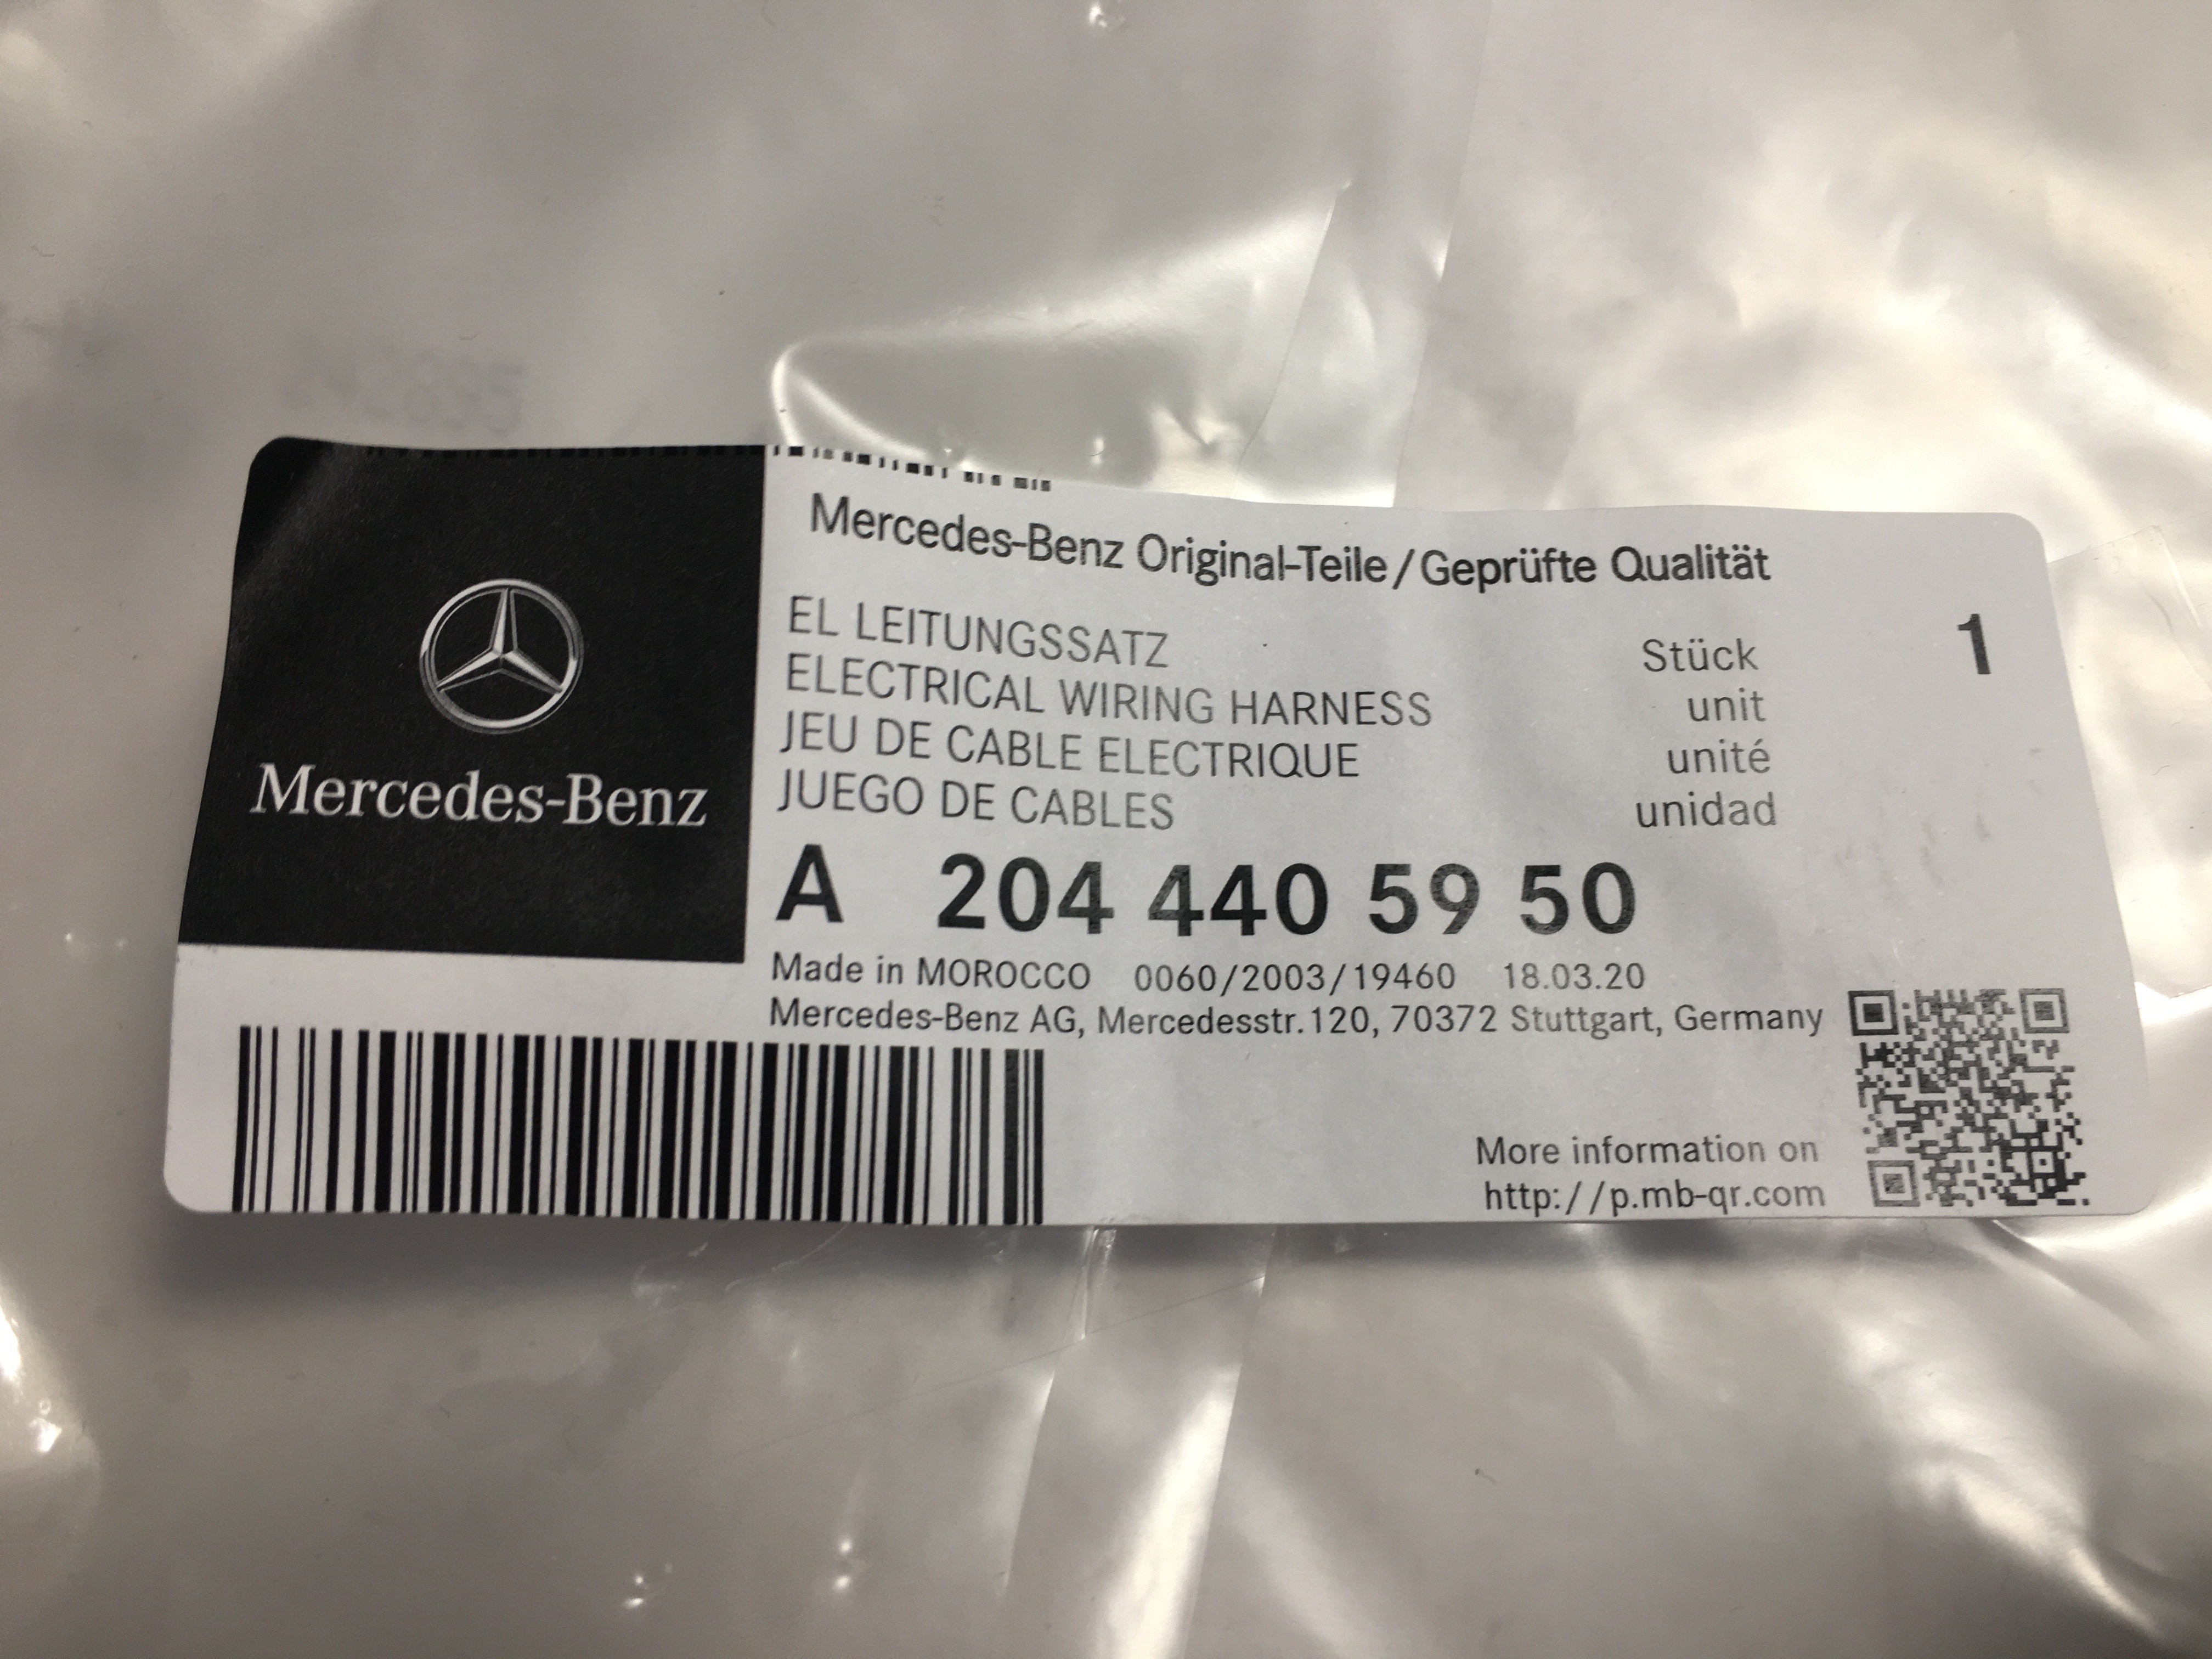 Mercedes-Benz
Mercedes-Benz Original-Teile/Geprüfte Qualität
EL LEITUNGSSATZ
ELECTRICAL WIRING HARNESS
JEU DE CABLE ELECTRIQUE
JUEGO DE CABLES
Stück 1
unit
unité
unidad
A 204 440 59 50
Made in MOROCCO 0060/2003/19460 18.03.20
Mercedes-Benz AG, Mercedesstr.120, 70372 Stuttgart, Germany
More information on
http://p.mb-qr.com